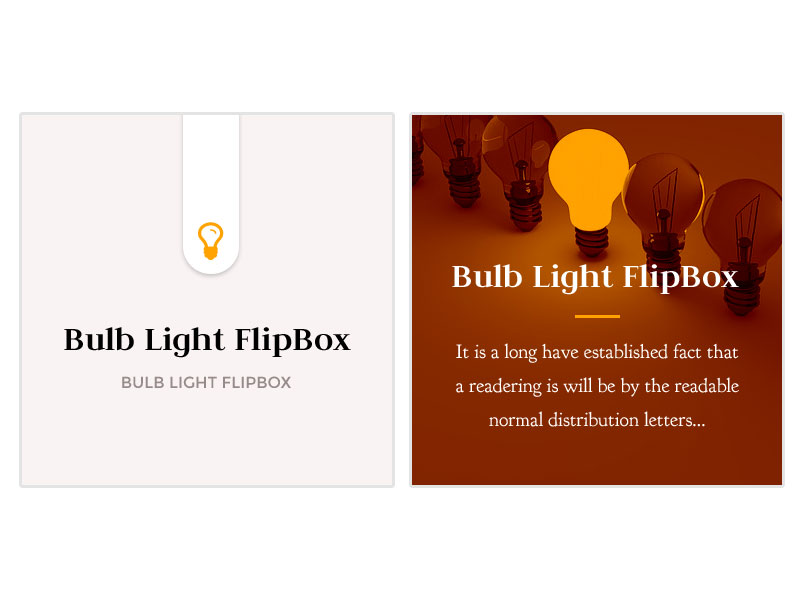 Bulb Light FlipBox
BULB LIGHT FLIPBOX
Bulb Light FlipBox
It is a long have established fact that
a readering is will be by the readable
normal distribution letters...